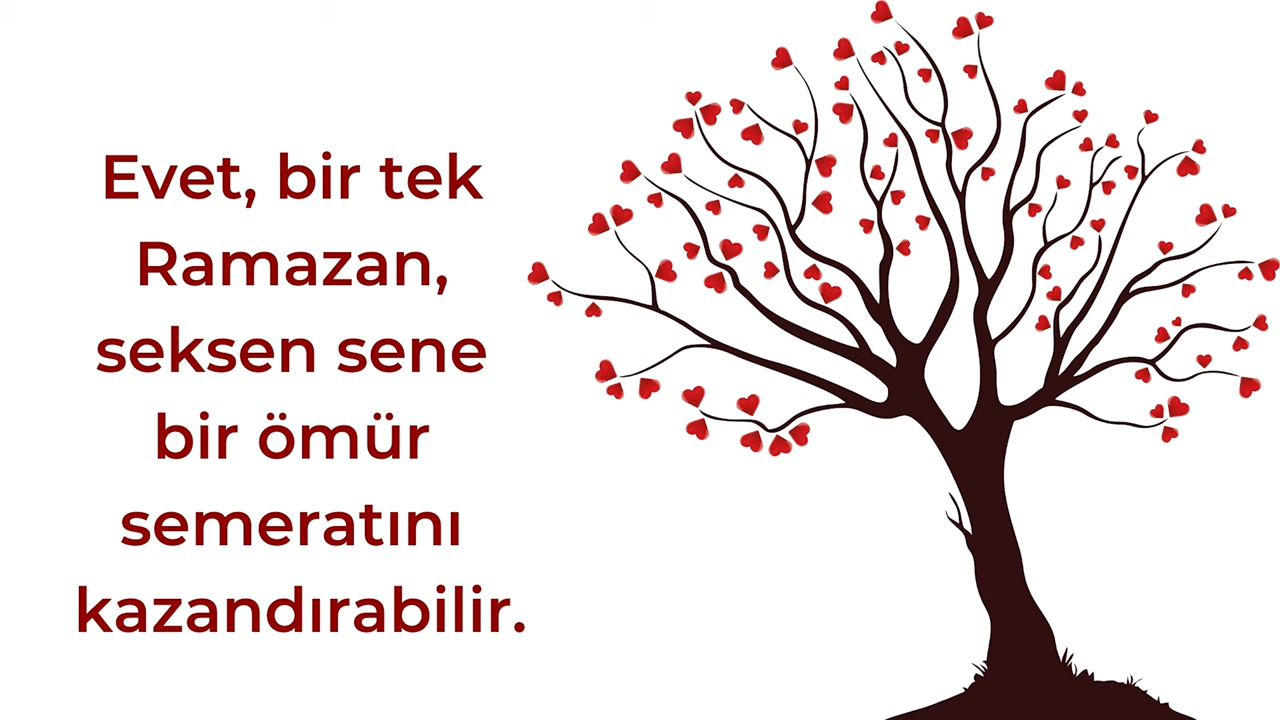 Evet, bir tek
Ramazan,
seksen sene
bir ömür
semeratını
kazandırabilir.